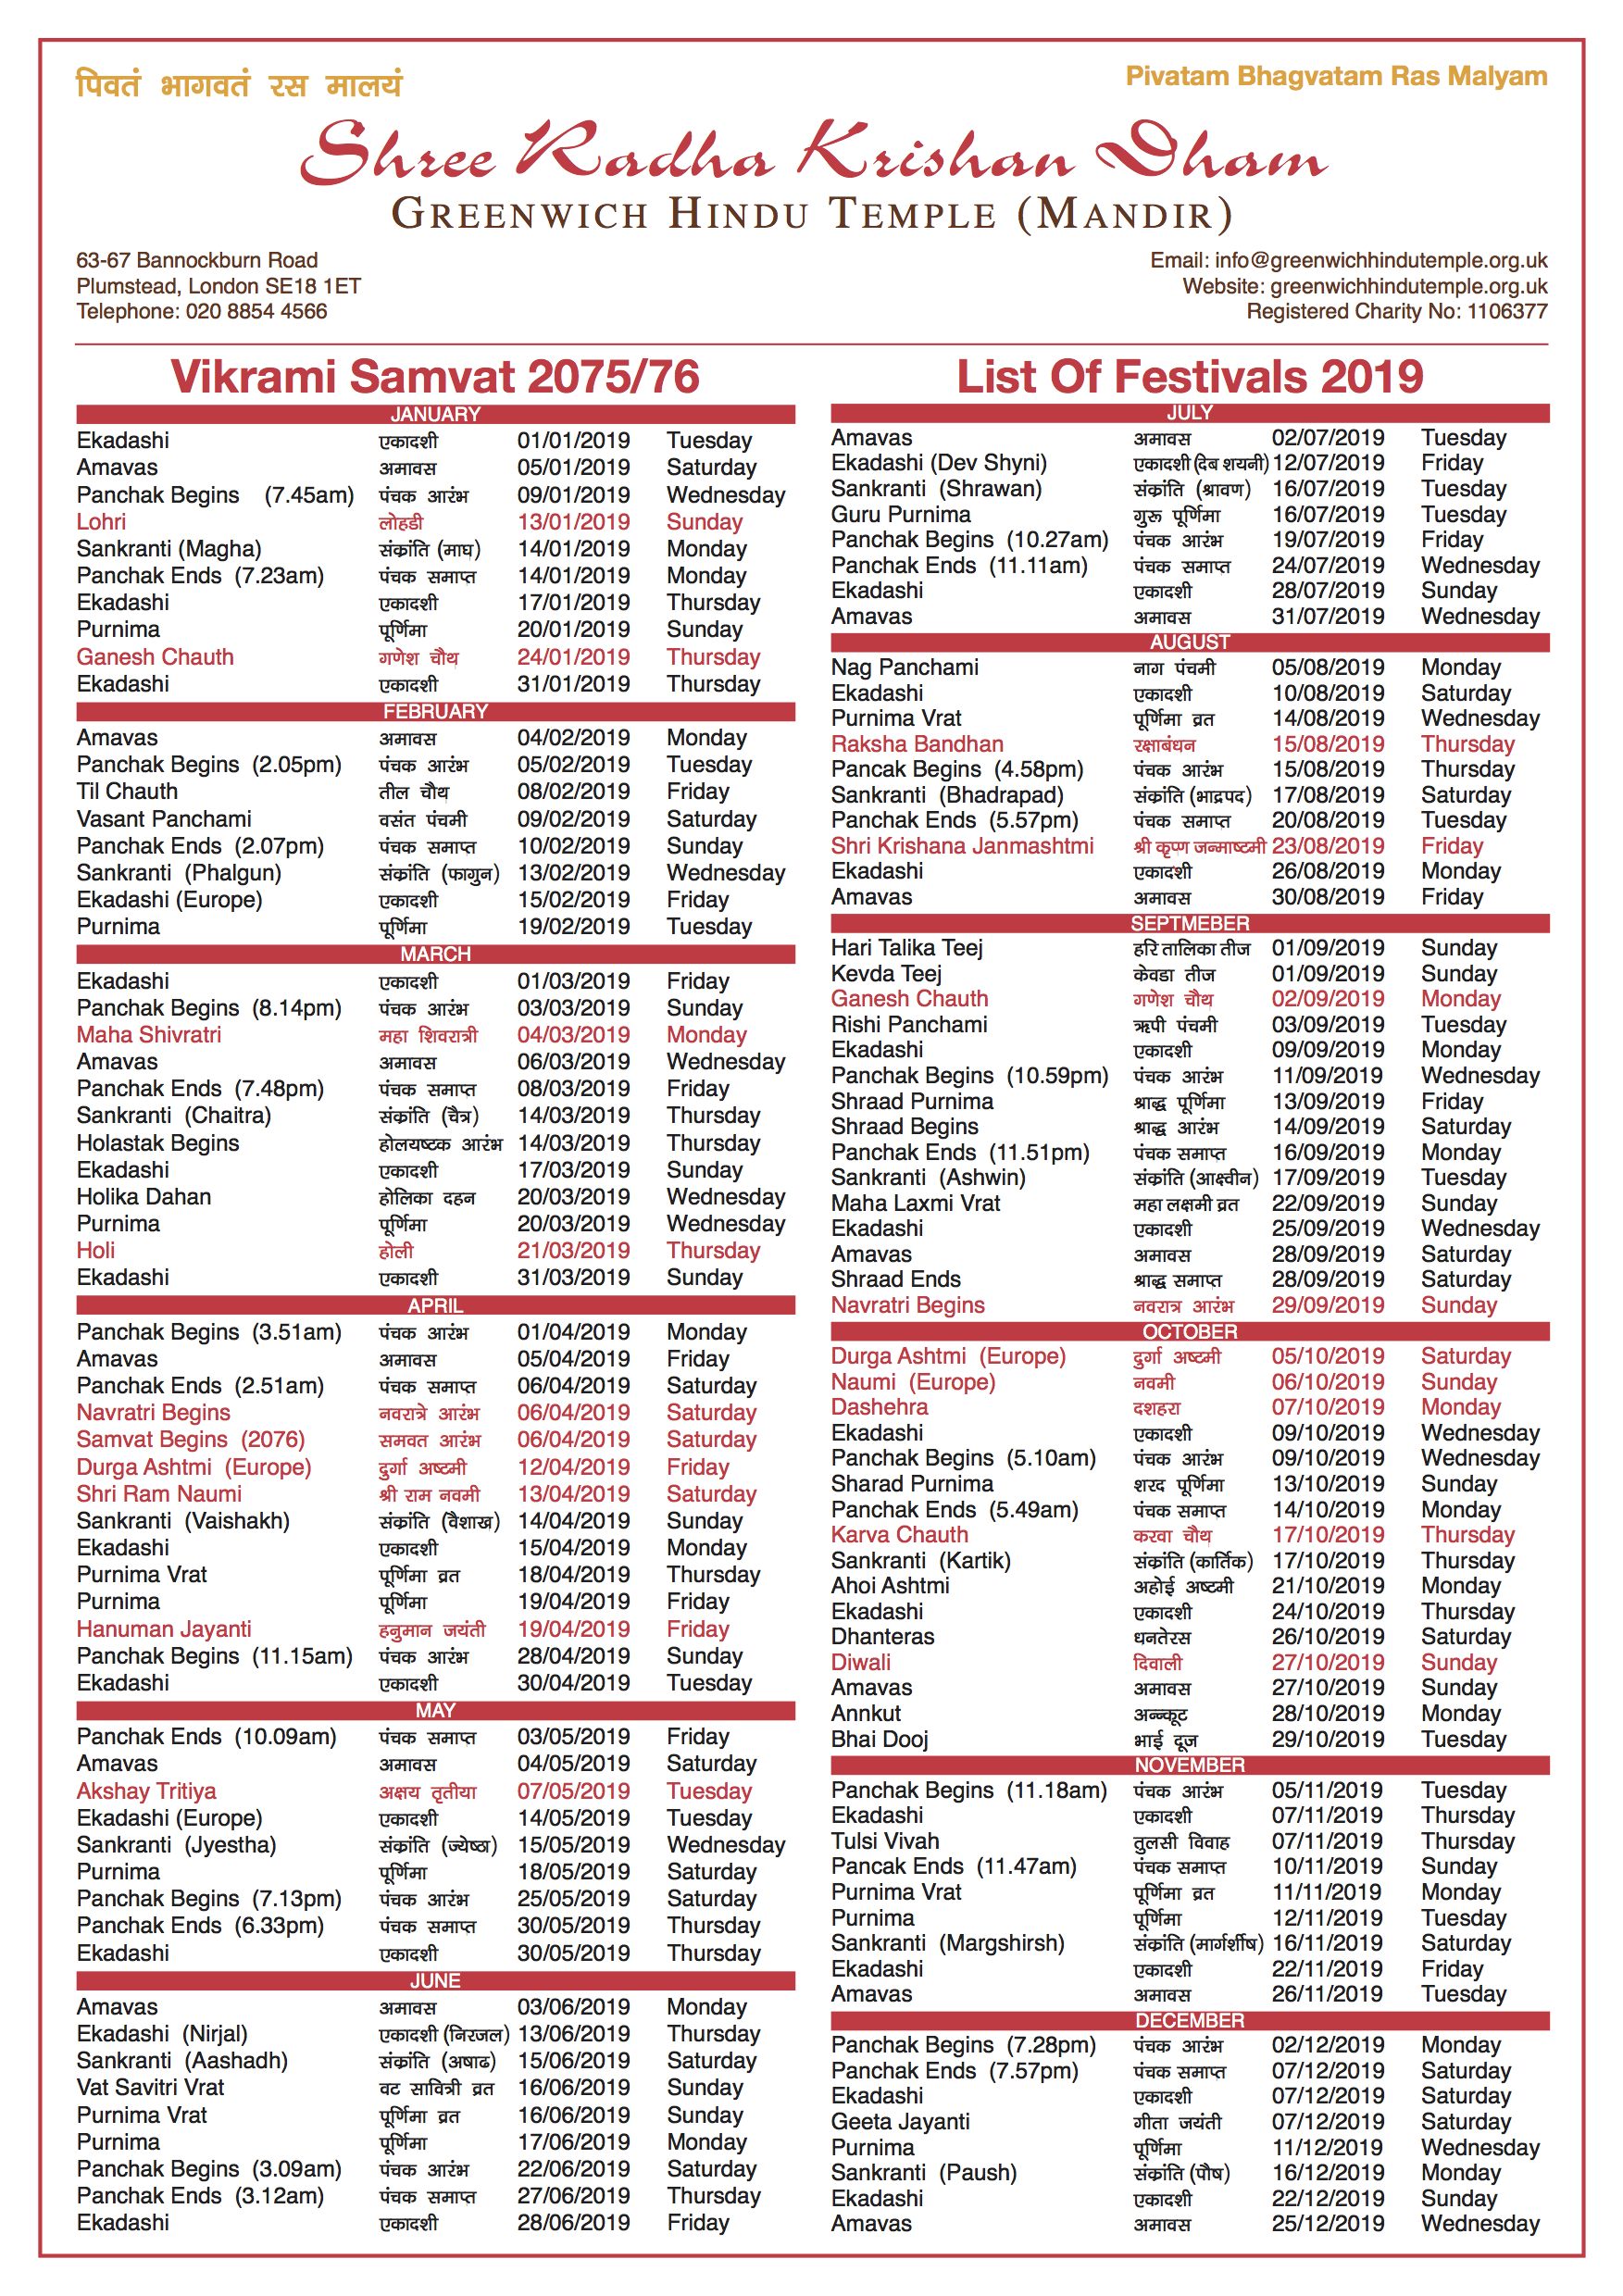 पिवतं भागवतं रस मालयं
Pivatam Bhagvatam Ras Malyam
Shree Radha Krishan Dham
GREENWICH HINDU TEMPLE (MANDIR)
63-67 Bannockburn Road
Plumstead, London SE18 1ET
Telephone: 020 8854 4566
Email: info@greenwichhindutemple.org.uk
Website: greenwichhindutemple.org.uk
Registered Charity No: 1106377
Vikrami Samvat 2075/76
JANUARY
Ekadashi एकादशी 01/01/2019 Tuesday
Amavas अमावस 05/01/2019 Saturday
Panchak Begins (7.45am) पंचक आरंभ 09/01/2019 Wednesday
Lohri लोहडी 13/01/2019 Sunday
Sankranti (Magha) संक्रांति (माघ) 14/01/2019 Monday
Panchak Ends (7.23am) पंचक समाप्त 14/01/2019 Monday
Ekadashi एकादशी 17/01/2019 Thursday
Purnima पूर्णिमा 20/01/2019 Sunday
Ganesh Chauth गणेश चौथ 24/01/2019 Thursday
Ekadashi एकादशी 31/01/2019 Thursday
FEBRUARY
Amavas अमावस 04/02/2019 Monday
Panchak Begins (2.05pm) पंचक आरंभ 05/02/2019 Tuesday
Til Chauth तील चौथ 08/02/2019 Friday
Vasant Panchami वसंत पंचमी 09/02/2019 Saturday
Panchak Ends (2.07pm) पंचक समाप्त 10/02/2019 Sunday
Sankranti (Phalgun) संक्रांति (फागुन) 13/02/2019 Wednesday
Ekadashi (Europe) एकादशी 15/02/2019 Friday
Purnima पूर्णिमा 19/02/2019 Tuesday
MARCH
Ekadashi एकादशी 01/03/2019 Friday
Panchak Begins (8.14pm) पंचक आरंभ 03/03/2019 Sunday
Maha Shivratri महा शिवरात्री 04/03/2019 Monday
Amavas अमावस 06/03/2019 Wednesday
Panchak Ends (7.48pm) पंचक समाप्त 08/03/2019 Friday
Sankranti (Chaitra) संक्रांति (चैत्र) 14/03/2019 Thursday
Holastak Begins होलयष्टक आरंभ 14/03/2019 Thursday
Ekadashi एकादशी 17/03/2019 Sunday
Holika Dahan होलिका दहन 20/03/2019 Wednesday
Purnima पूर्णिमा 20/03/2019 Wednesday
Holi होली 21/03/2019 Thursday
Ekadashi एकादशी 31/03/2019 Sunday
APRIL
Panchak Begins (3.51am) पंचक आरंभ 01/04/2019 Monday
Amavas अमावस 05/04/2019 Friday
Panchak Ends (2.51am) पंचक समाप्त 06/04/2019 Saturday
Navratri Begins नवरात्रे आरंभ 06/04/2019 Saturday
Samvat Begins (2076) समवत आरंभ 06/04/2019 Saturday
Durga Ashtmi (Europe) दुर्गा अष्टमी 12/04/2019 Friday
Shri Ram Naumi श्री राम नवमी 13/04/2019 Saturday
Sankranti (Vaishakh) संक्रांति (वैशाख) 14/04/2019 Sunday
Ekadashi एकादशी 15/04/2019 Monday
Purnima Vrat पूर्णिमा व्रत 18/04/2019 Thursday
Purnima पूर्णिमा 19/04/2019 Friday
Hanuman Jayanti हनुमान जयंती 19/04/2019 Friday
Panchak Begins (11.15am) पंचक आरंभ 28/04/2019 Sunday
Ekadashi एकादशी 30/04/2019 Tuesday
MAY
Panchak Ends (10.09am) पंचक समाप्त 03/05/2019 Friday
Amavas अमावस 04/05/2019 Saturday
Akshay Tritiya अक्षय तृतीया 07/05/2019 Tuesday
Ekadashi (Europe) एकादशी 14/05/2019 Tuesday
Sankranti (Jyestha) संक्रांति (ज्येष्ठा) 15/05/2019 Wednesday
Purnima पूर्णिमा 18/05/2019 Saturday
Panchak Begins (7.13pm) पंचक आरंभ 25/05/2019 Saturday
Panchak Ends (6.33pm) पंचक समाप्त 30/05/2019 Thursday
Ekadashi एकादशी 30/05/2019 Thursday
JUNE
Amavas अमावस 03/06/2019 Monday
Ekadashi (Nirjal) एकादशी (निरजल) 13/06/2019 Thursday
Sankranti (Aashadh) संक्रांति (अषाढ) 15/06/2019 Saturday
Vat Savitri Vrat वट सावित्री व्रत 16/06/2019 Sunday
Purnima Vrat पूर्णिमा व्रत 16/06/2019 Sunday
Purnima पूर्णिमा 17/06/2019 Monday
Panchak Begins (3.09am) पंचक आरंभ 22/06/2019 Saturday
Panchak Ends (3.12am) पंचक समाप्त 27/06/2019 Thursday
Ekadashi एकादशी 28/06/2019 Friday
List Of Festivals 2019
JULY
Amavas अमावस 02/07/2019 Tuesday
Ekadashi (Dev Shyni) एकादशी (देब शयनी) 12/07/2019 Friday
Sankranti (Shrawan) संक्रांति (श्रावण) 16/07/2019 Tuesday
Guru Purnima गुरू पूर्णिमा 16/07/2019 Tuesday
Panchak Begins (10.27am) पंचक आरंभ 19/07/2019 Friday
Panchak Ends (11.11am) पंचक समाप्त 24/07/2019 Wednesday
Ekadashi एकादशी 28/07/2019 Sunday
Amavas अमावस 31/07/2019 Wednesday
AUGUST
Nag Panchami नाग पंचमी 05/08/2019 Monday
Ekadashi एकादशी 10/08/2019 Saturday
Purnima Vrat पूर्णिमा व्रत 14/08/2019 Wednesday
Raksha Bandhan रक्षाबंधन 15/08/2019 Thursday
Pancak Begins (4.58pm) पंचक आरंभ 15/08/2019 Thursday
Sankranti (Bhadrapad) संक्रांति (भाद्रपद) 17/08/2019 Saturday
Panchak Ends (5.57pm) पंचक समाप्त 20/08/2019 Tuesday
Shri Krishana Janmashtmi श्री कृष्ण जन्माष्टमी 23/08/2019 Friday
Ekadashi एकादशी 26/08/2019 Monday
Amavas अमावस 30/08/2019 Friday
SEPTMEBER
Hari Talika Teej हरि तालिका तीज 01/09/2019 Sunday
Kevda Teej केवडा तीज 01/09/2019 Sunday
Ganesh Chauth गणेश चौथ 02/09/2019 Monday
Rishi Panchami ऋषी पंचमी 03/09/2019 Tuesday
Ekadashi एकादशी 09/09/2019 Monday
Panchak Begins (10.59pm) पंचक आरंभ 11/09/2019 Wednesday
Shraad Purnima श्राद्ध पूर्णिमा 13/09/2019 Friday
Shraad Begins श्राद्ध आरंभ 14/09/2019 Saturday
Panchak Ends (11.51pm) पंचक समाप्त 16/09/2019 Monday
Sankranti (Ashwin) संक्रांति (आश्वीन) 17/09/2019 Tuesday
Maha Laxmi Vrat महा लक्षमी व्रत 22/09/2019 Sunday
Ekadashi एकादशी 25/09/2019 Wednesday
Amavas अमावस 28/09/2019 Saturday
Shraad Ends श्राद्ध समाप्त 28/09/2019 Saturday
Navratri Begins नवरात्र आरंभ 29/09/2019 Sunday
OCTOBER
Durga Ashtmi (Europe) दुर्गा अष्टमी 05/10/2019 Saturday
Naumi (Europe) नवमी 06/10/2019 Sunday
Dashehra दशहरा 07/10/2019 Monday
Ekadashi एकादशी 09/10/2019 Wednesday
Panchak Begins (5.10am) पंचक आरंभ 09/10/2019 Wednesday
Sharad Purnima शरद पूर्णिमा 13/10/2019 Sunday
Panchak Ends (5.49am) पंचक समाप्त 14/10/2019 Monday
Karva Chauth करवा चौथ 17/10/2019 Thursday
Sankranti (Kartik) संक्रांति (कार्तिक) 17/10/2019 Thursday
Ahoi Ashtmi अहोई अष्टमी 21/10/2019 Monday
Ekadashi एकादशी 24/10/2019 Thursday
Dhanteras धनतेरस 26/10/2019 Saturday
Diwali दिवाली 27/10/2019 Sunday
Amavas अमावस 27/10/2019 Sunday
Annkut अन्नकूट 28/10/2019 Monday
Bhai Dooj भाई दूज 29/10/2019 Tuesday
NOVEMBER
Panchak Begins (11.18am) पंचक आरंभ 05/11/2019 Tuesday
Ekadashi एकादशी 07/11/2019 Thursday
Tulsi Vivah तुलसी विवाह 07/11/2019 Thursday
Pancak Ends (11.47am) पंचक समाप्त 10/11/2019 Sunday
Purnima Vrat पूर्णिमा व्रत 11/11/2019 Monday
Purnima पूर्णिमा 12/11/2019 Tuesday
Sankranti (Margshirsh) संक्रांति (मार्गर्शीष) 16/11/2019 Saturday
Ekadashi एकादशी 22/11/2019 Friday
Amavas अमावस 26/11/2019 Tuesday
DECEMBER
Panchak Begins (7.28pm) पंचक आरंभ 02/12/2019 Monday
Panchak Ends (7.57pm) पंचक समाप्त 07/12/2019 Saturday
Ekadashi एकादशी 07/12/2019 Saturday
Geeta Jayanti गीता जयंती 07/12/2019 Saturday
Purnima पूर्णिमा 11/12/2019 Wednesday
Sankranti (Paush) संक्रांति (पौष) 16/12/2019 Monday
Ekadashi एकादशी 22/12/2019 Sunday
Amavas अमावस 25/12/2019 Wednesday